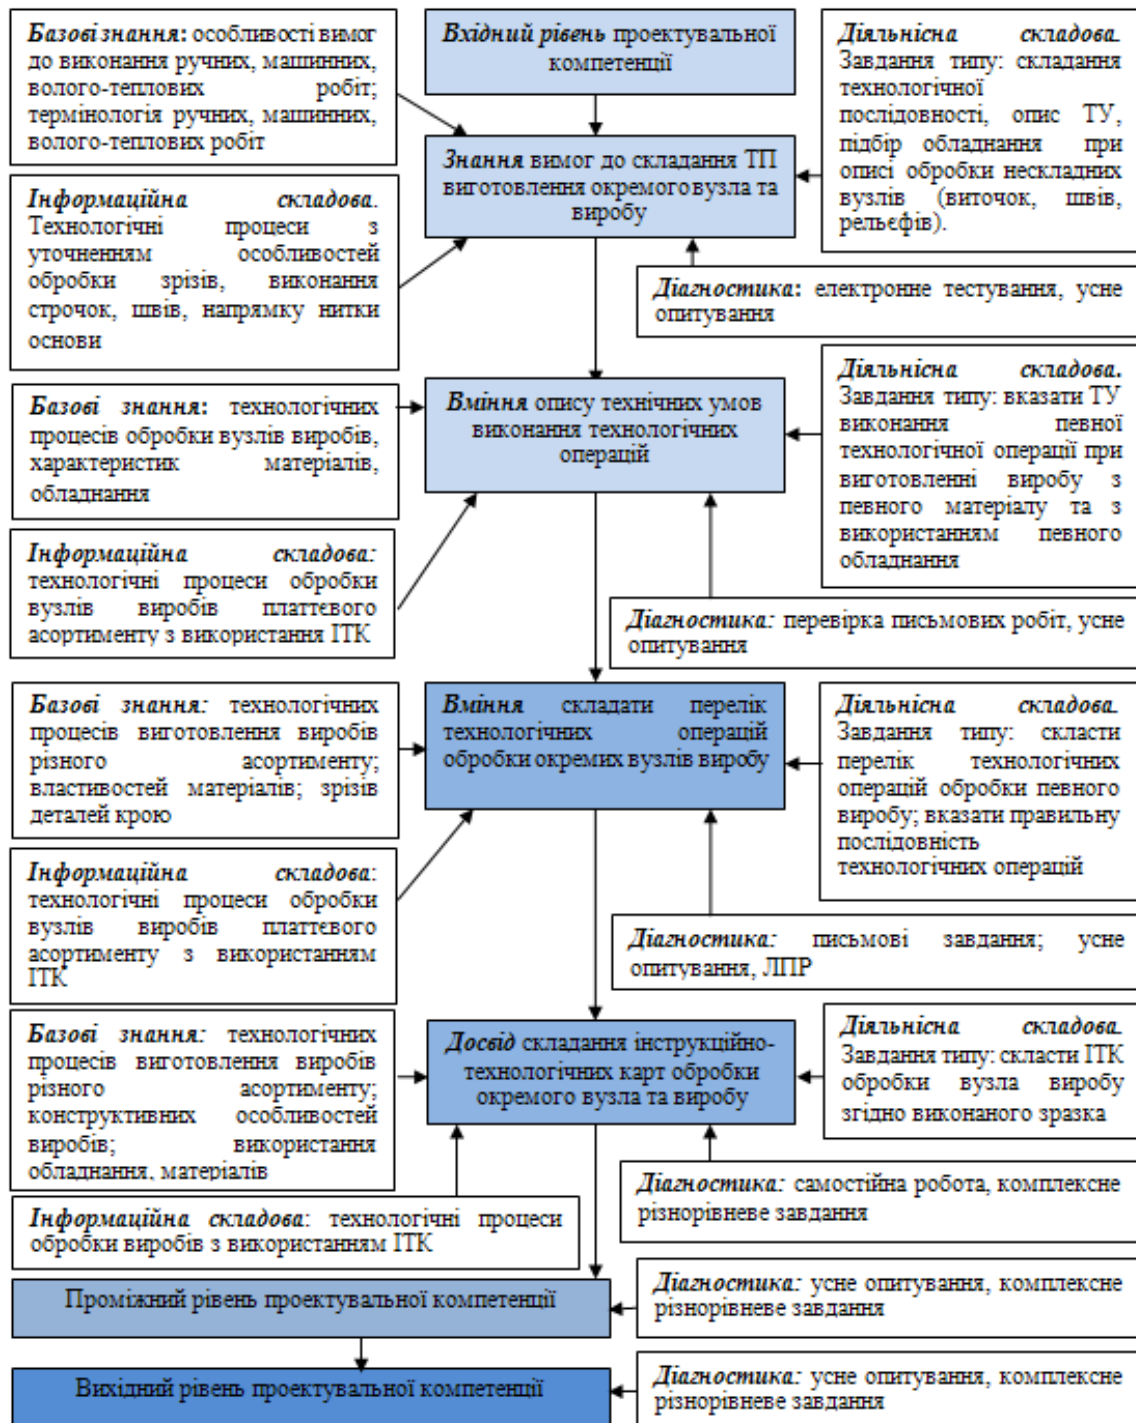 Базові знання: особливості вимог
до виконання ручних, машинних,
волого-теплових робіт;
термінологія ручних, машинних,
волого-теплових робіт
Вхідний рівень проектувальної
компетенції
Діяльнісна складова.
Завдання типу: складання
технологічної
послідовності, опис ТУ,
підбір обладнання при
описі обробки нескладних
вузлів (виточок, швів,
рельєфів).
Знання вимог до складання ТП
виготовлення окремого вузла та
виробу
Інформаційна складова.
Технологічні процеси з
уточненням особливостей
обробки зрізів, виконання
строчок, швів, напрямку нитки
основи
Діагностика: електронне тестування, усне
опитування
Базові знання: технологічних
процесів обробки вузлів виробів,
характеристик матеріалів,
обладнання
Вміння опису технічних умов
виконання технологічних
операцій
Діяльнісна складова.
Завдання типу: вказати ТУ
виконання певної
технологічної операції при
виготовленні виробу з
певного матеріалу та з
використанням певного
обладнання
Інформаційна складова:
технологічні процеси обробки
вузлів виробів платтєвого
асортименту з використання ІТК
Діагностика: перевірка письмових робіт, усне
опитування
Базові знання: технологічних
процесів виготовлення виробів
різного асортименту;
властивостей матеріалів; зрізів
деталей крою
Вміння складати перелік
технологічних операцій
обробки окремих вузлів виробу
Діяльнісна складова.
Завдання типу: скласти
перелік технологічних
операцій обробки певного
виробу; вказати правильну
послідовність
технологічних операцій
Інформаційна складова:
технологічні процеси обробки
вузлів виробів платтєвого
асортименту з використанням
ІТК
Діагностика: письмові завдання; усне
опитування, ЛПР
Базові знання: технологічних
процесів виготовлення виробів
різного асортименту;
конструктивних особливостей
виробів; використання
обладнання, матеріалів
Досвід складання інструкційно-
технологічних карт обробки
окремого вузла та виробу
Діяльнісна складова.
Завдання типу: скласти ІТК
обробки вузла виробу
згідно виконаного зразка
Діагностика: самостійна робота, комплексне
різнорівневе завдання
Інформаційна складова: технологічні процеси
обробки виробів з використанням ІТК
Проміжний рівень проектувальної компетенції
Діагностика: усне опитування, комплексне
різнорівневе завдання
Вихідний рівень проектувальної компетенції
Діагностика: усне опитування, комплексне
різнорівневе завдання